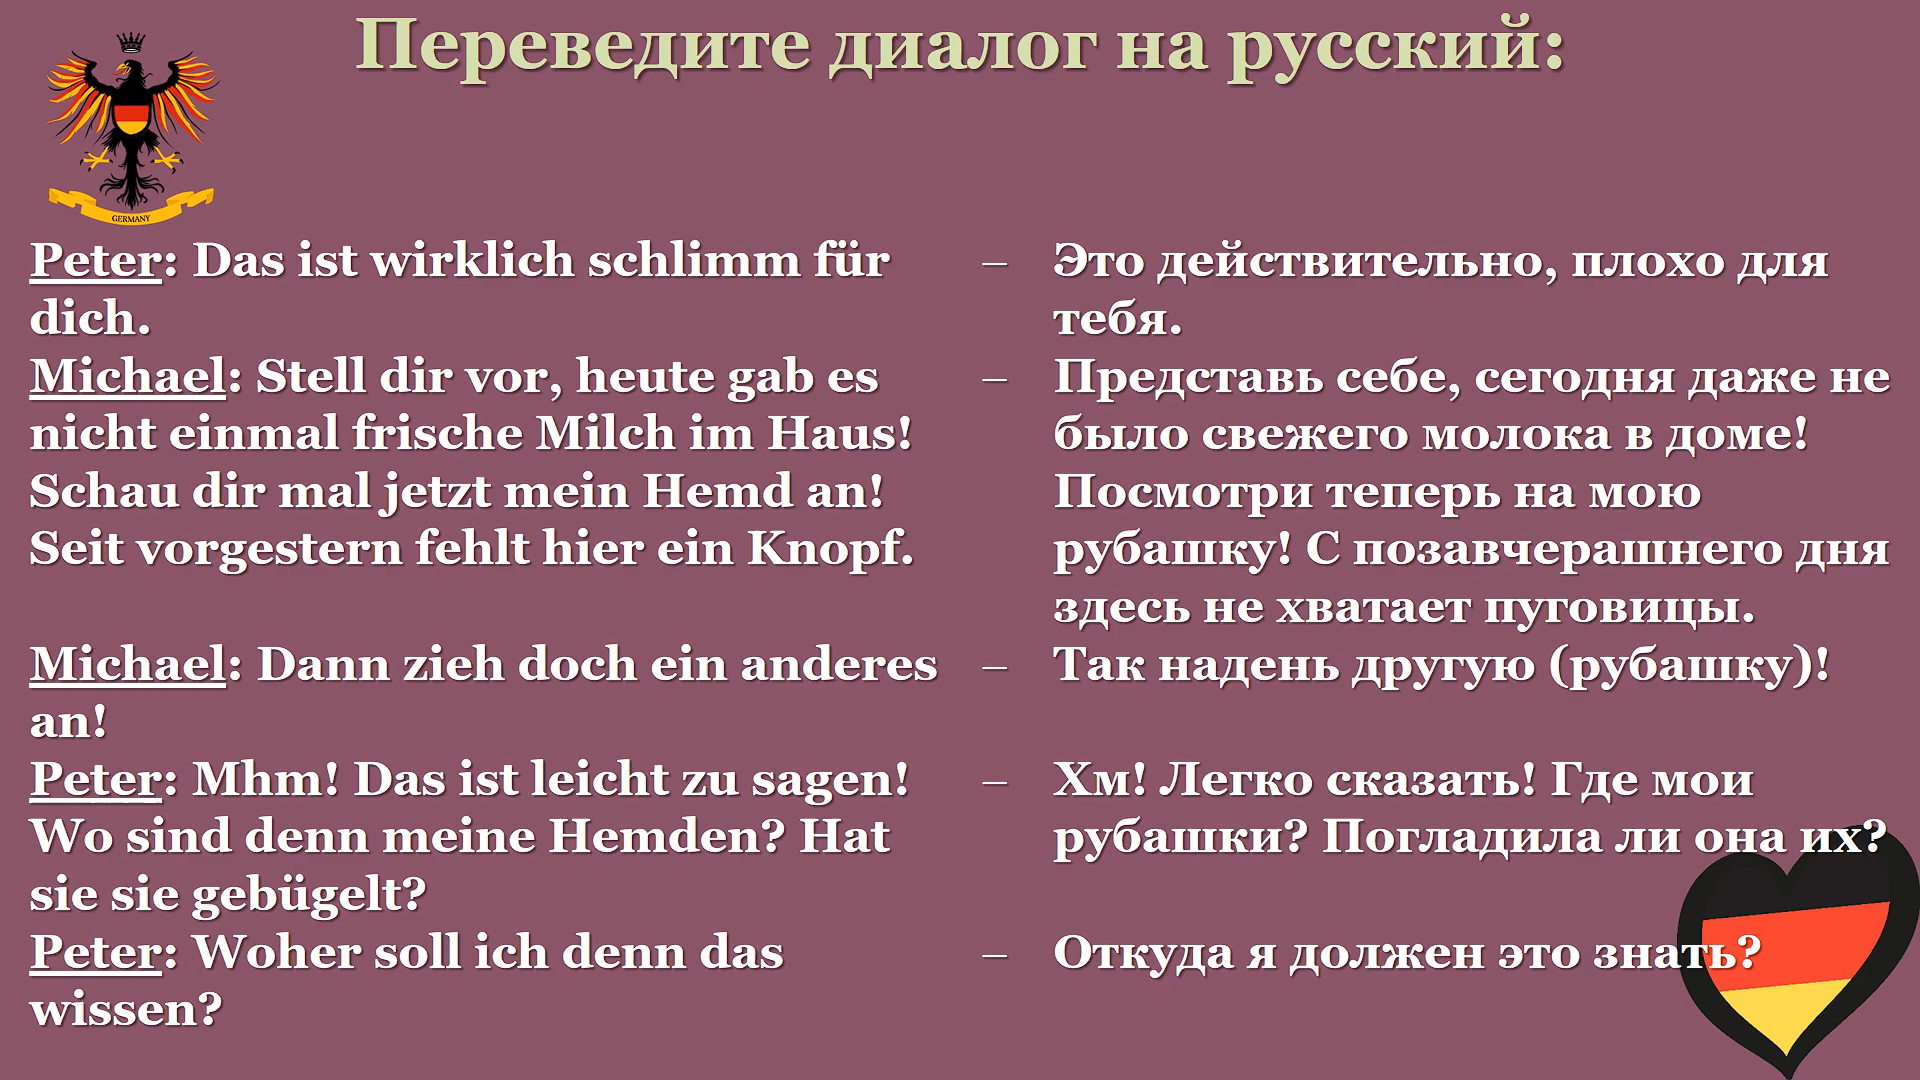 Переведите диалог на русский:
GERMANY
Peter: Das ist wirklich schlimm für
dich.
Michael: Stell dir vor, heute gab es
nicht einmal frische Milch im Haus!
Schau dir mal jetzt mein Hemd an!
Seit vorgestern fehlt hier ein Knopf.
Michael: Dann zieh doch ein anderes
an!
Peter: Mhm! Das ist leicht zu sagen!
Wo sind denn meine Hemden? Hat
sie sie gebügelt?
Peter: Woher soll ich denn das
wissen?
– Это действительно, плохо для
тебя.
– Представь себе, сегодня даже не
было свежего молока в доме!
Посмотри теперь на мою
рубашку! С позавчерашнего дня
здесь не хватает пуговицы.
– Так надень другую (рубашку)!
– Хм! Легко сказать! Где мои
рубашки? Погладила ли она их?
– Откуда я должен это знать?